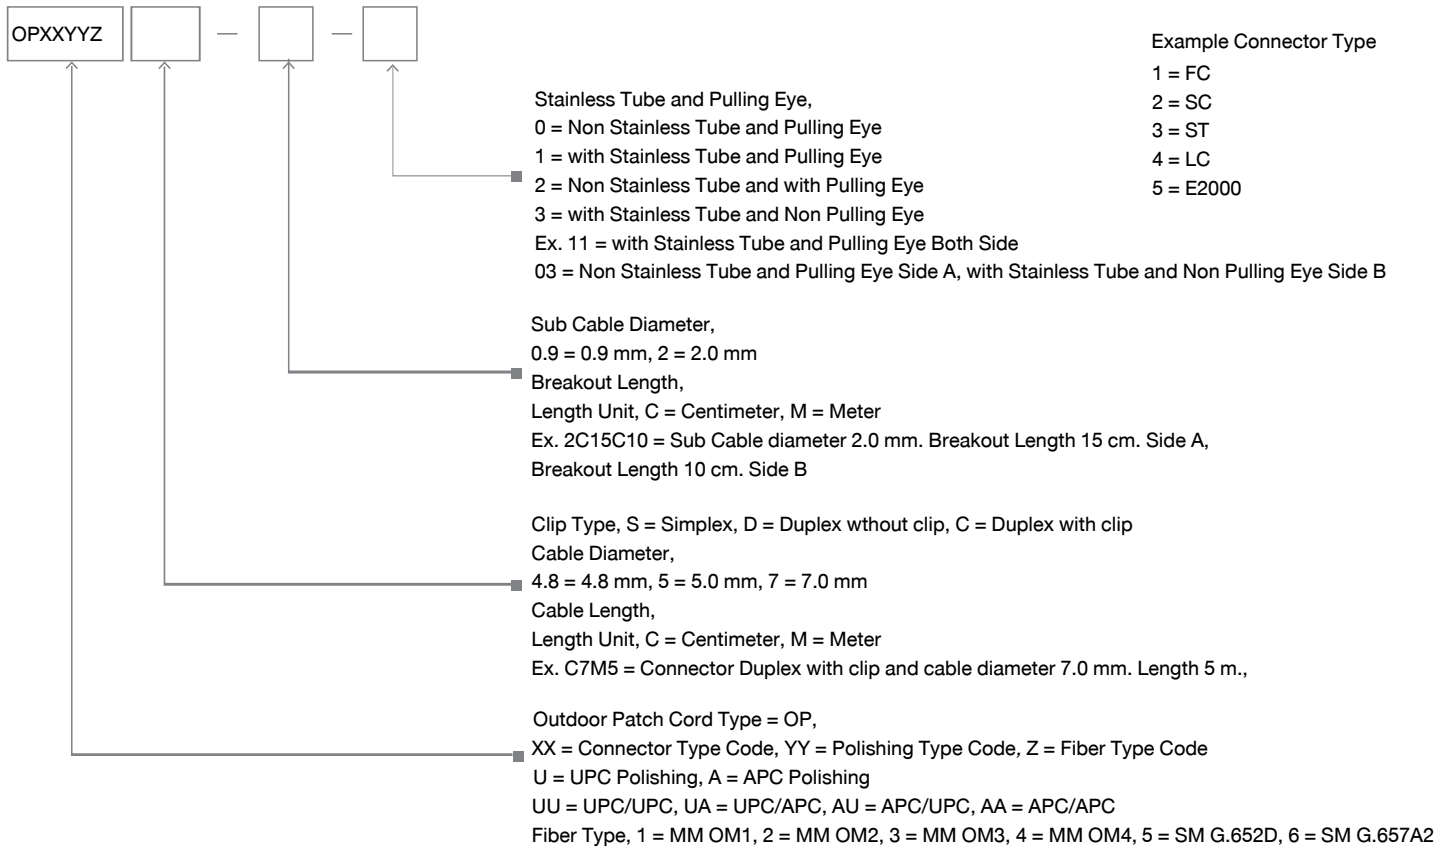 OPXXYYZ
Example Connector Type
1 = FC
2 = SC
3 = ST
4 = LC
5 = E2000
Stainless Tube and Pulling Eye,
0 = Non Stainless Tube and Pulling Eye
1 = with Stainless Tube and Pulling Eye
2 = Non Stainless Tube and with Pulling Eye
3 = with Stainless Tube and Non Pulling Eye
Ex. 11 = with Stainless Tube and Pulling Eye Both Side
03 = Non Stainless Tube and Pulling Eye Side A, with Stainless Tube and Non Pulling Eye Side B
Sub Cable Diameter,
0.9 = 0.9 mm, 2 = 2.0 mm
Breakout Length,
Length Unit, C = Centimeter, M = Meter
Ex. 2C15C10 = Sub Cable diameter 2.0 mm. Breakout Length 15 cm. Side A,
Breakout Length 10 cm. Side B
Clip Type, S = Simplex, D = Duplex wthout clip, C = Duplex with clip
Cable Diameter,
4.8 = 4.8 mm, 5 = 5.0 mm, 7 = 7.0 mm
Cable Length,
Length Unit, C = Centimeter, M = Meter
Ex. C7M5 = Connector Duplex with clip and cable diameter 7.0 mm. Length 5 m.,
Outdoor Patch Cord Type = OP,
XX = Connector Type Code, YY = Polishing Type Code, Z = Fiber Type Code
U = UPC Polishing, A = APC Polishing
UU = UPC/UPC, UA = UPC/APC, AU = APC/UPC, AA = APC/APC
Fiber Type, 1 = MM OM1, 2 = MM OM2, 3 = MM OM3, 4 = MM OM4, 5 = SM G.652D, 6 = SM G.657A2